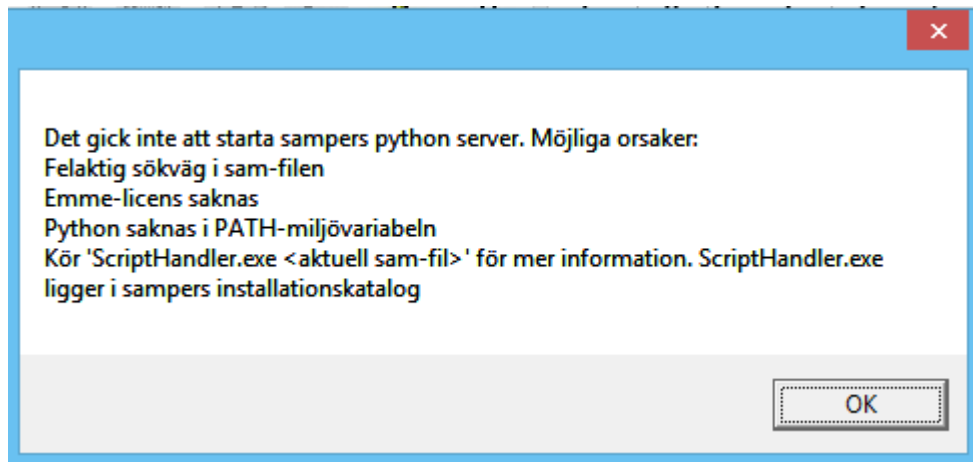 Det gick inte att starta sampers python server. Möjliga orsaker:
Felaktig sökväg i sam-filen
Emme-licens saknas
Python saknas i PATH-miljövariabeln
Kör 'ScriptHandler.exe <aktuell sam-fil>' för mer information. ScriptHandler.exe
ligger i sampers installationskatalog
OK